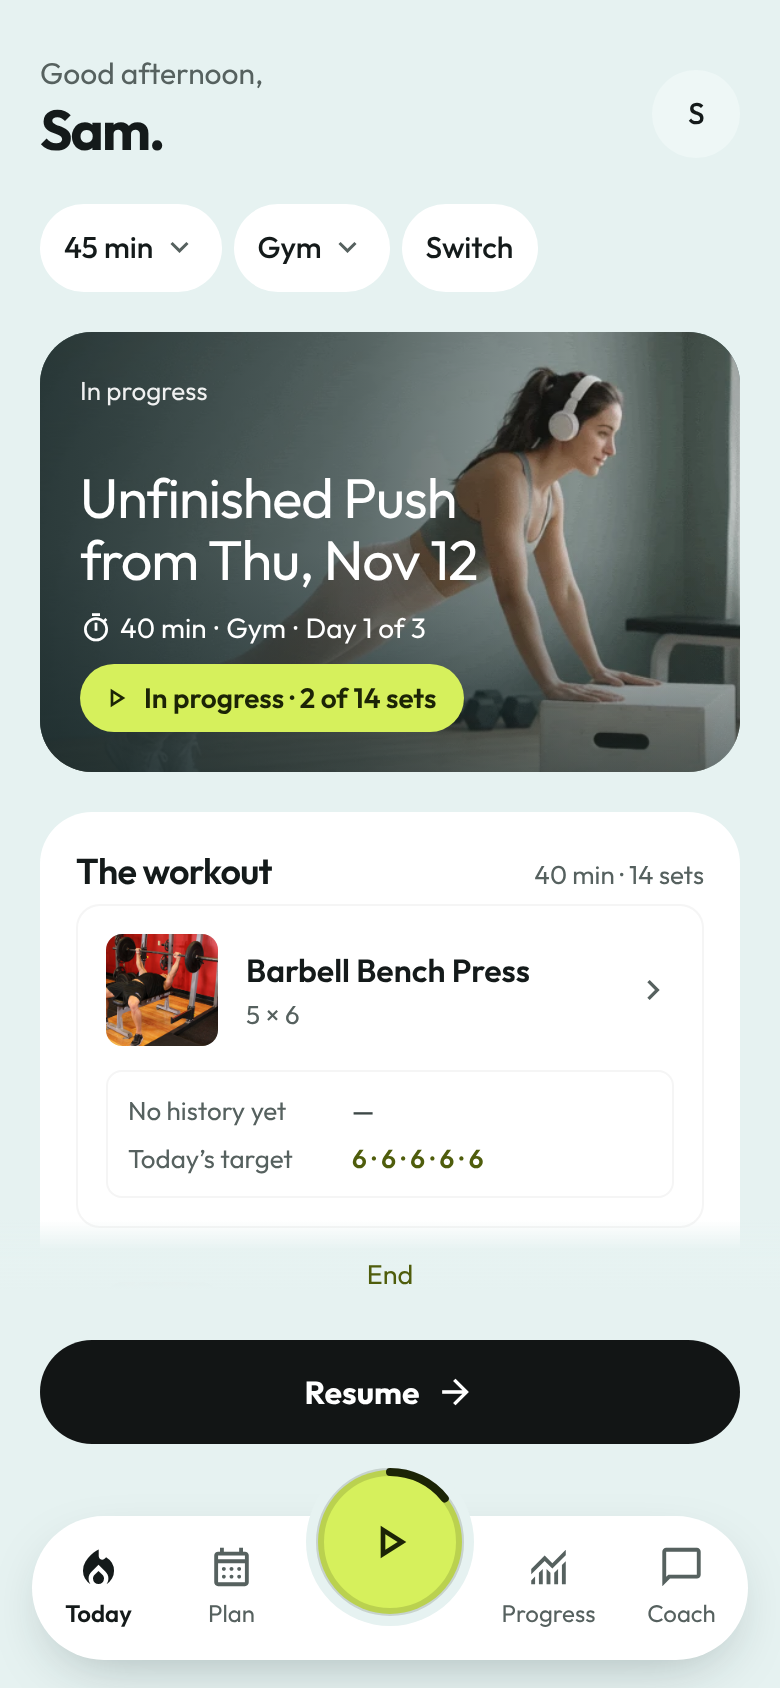 Good afternoon,
Sam.
S
45 min
Gym
Switch
In progress
Unfinished Push
from Thu, Nov 12
40 min · Gym · Day 1 of 3
In progress · 2 of 14 sets
The workout
40 min · 14 sets
Barbell Bench Press
5 × 6
No history yet —
Today’s target 6 · 6 · 6 · 6 · 6
End
Resume
Today
Plan
Progress
Coach